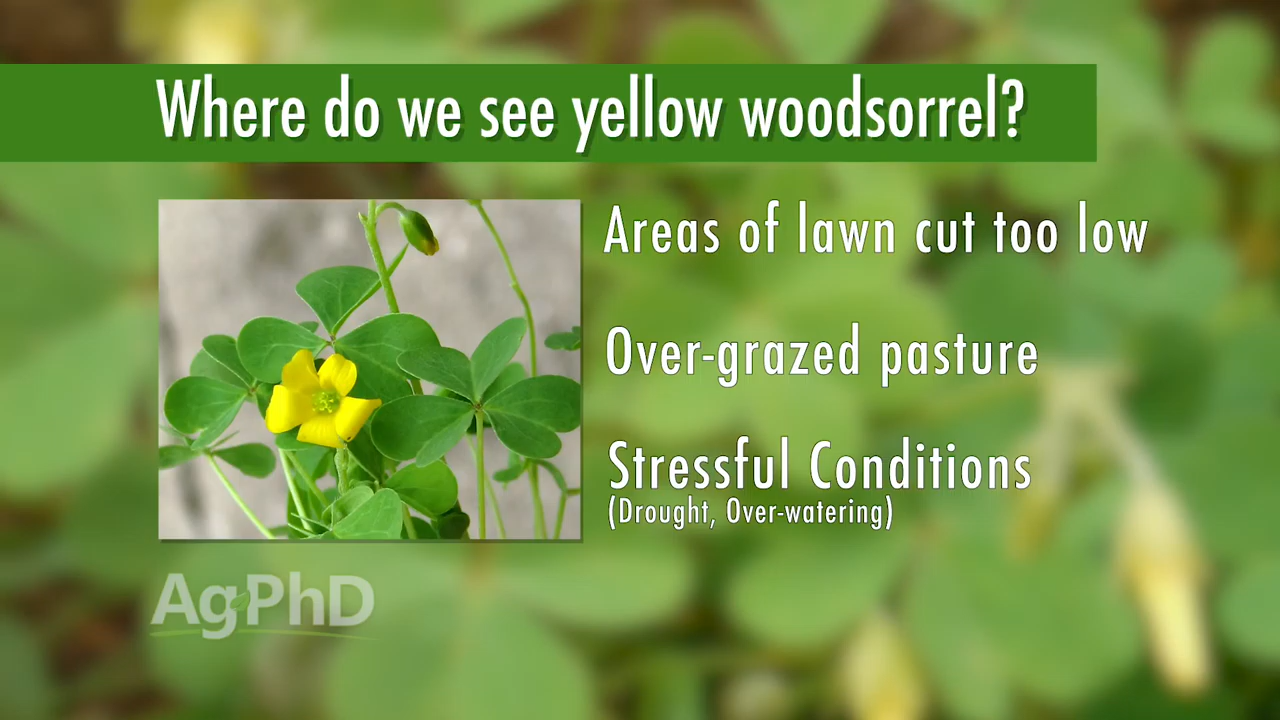 Where do we see yellow woodsorrel?
Areas of lawn cut too low
Over-grazed pasture
Stressful Conditions
(Drought, Over-watering)
AgPhD